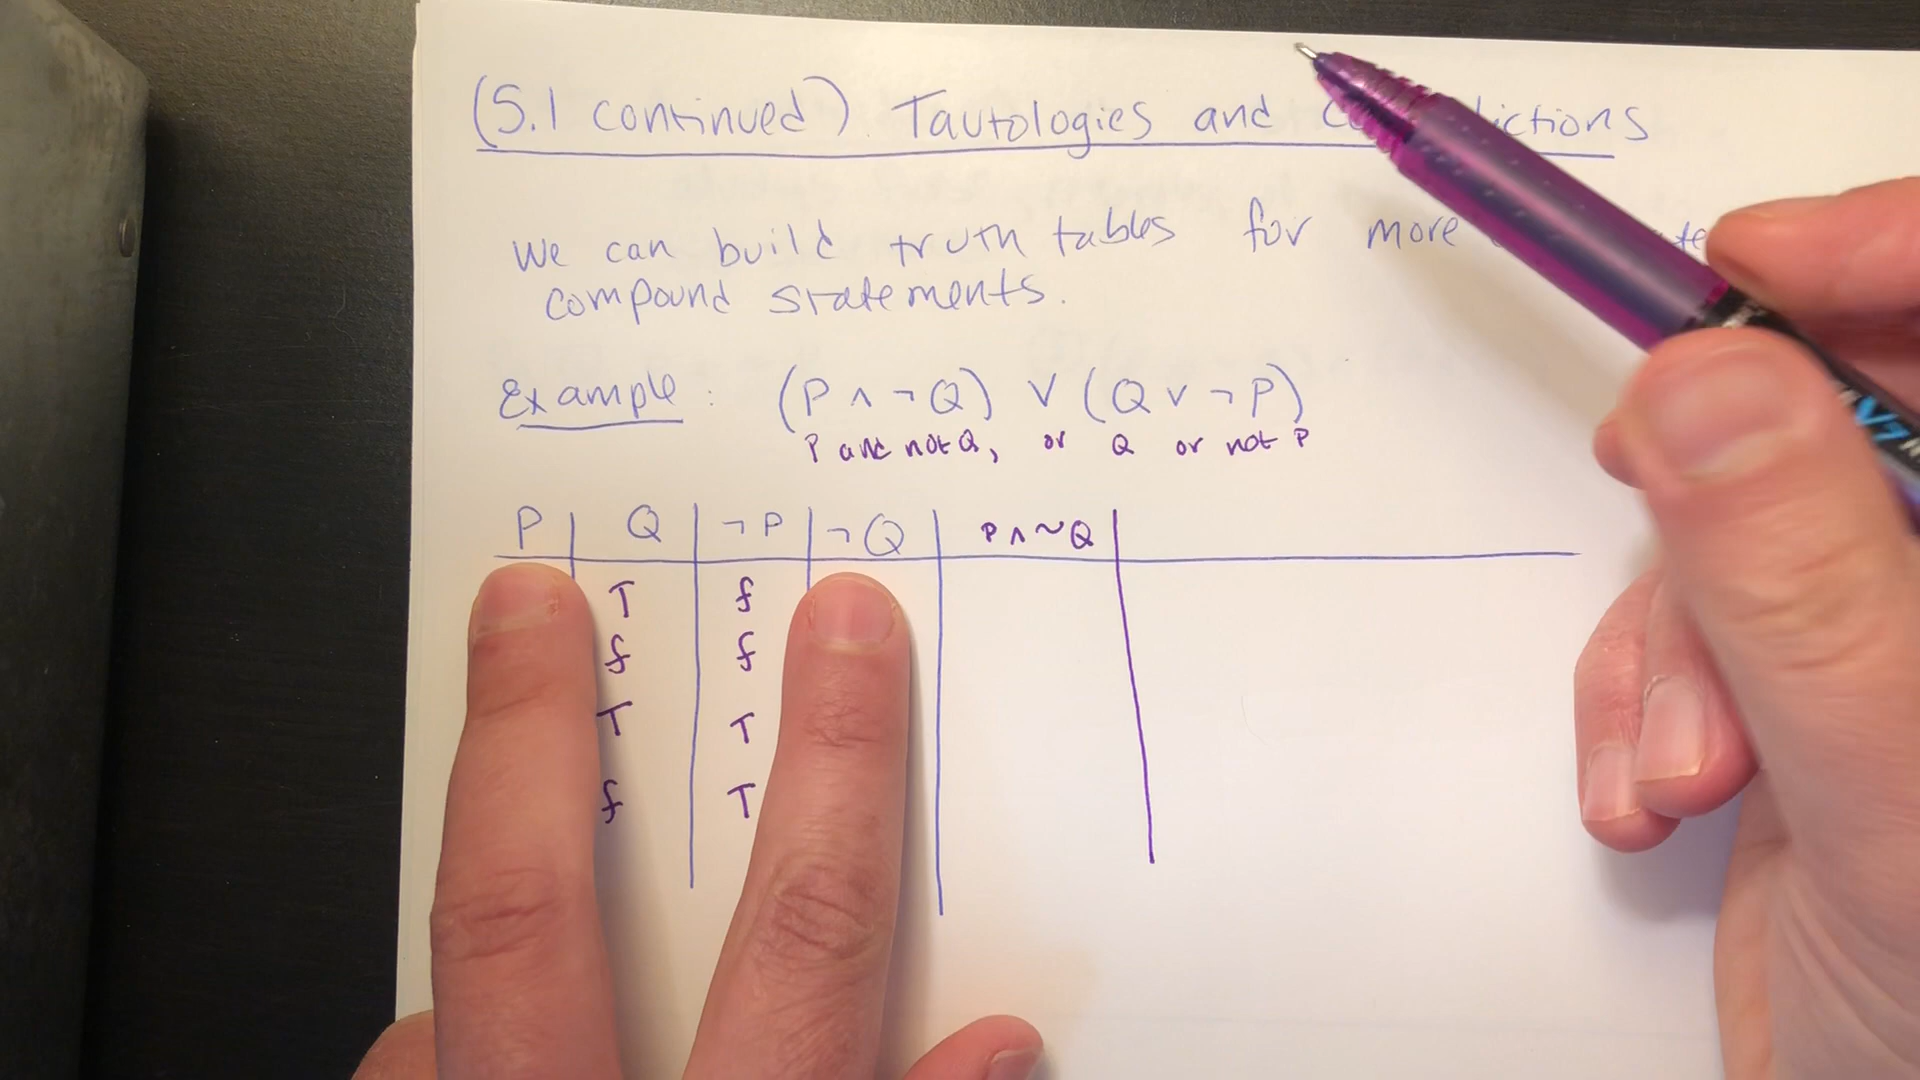 (5.1 continued). Tautologies and
We can build truth tables for more
compound statements.
Example: (P ∧ ¬Q) ∨ (Q ∨ ¬P)
P and not Q, or Q or not P
P Q ¬P ¬Q P ∧ ~Q
T f
f f
T T
f T